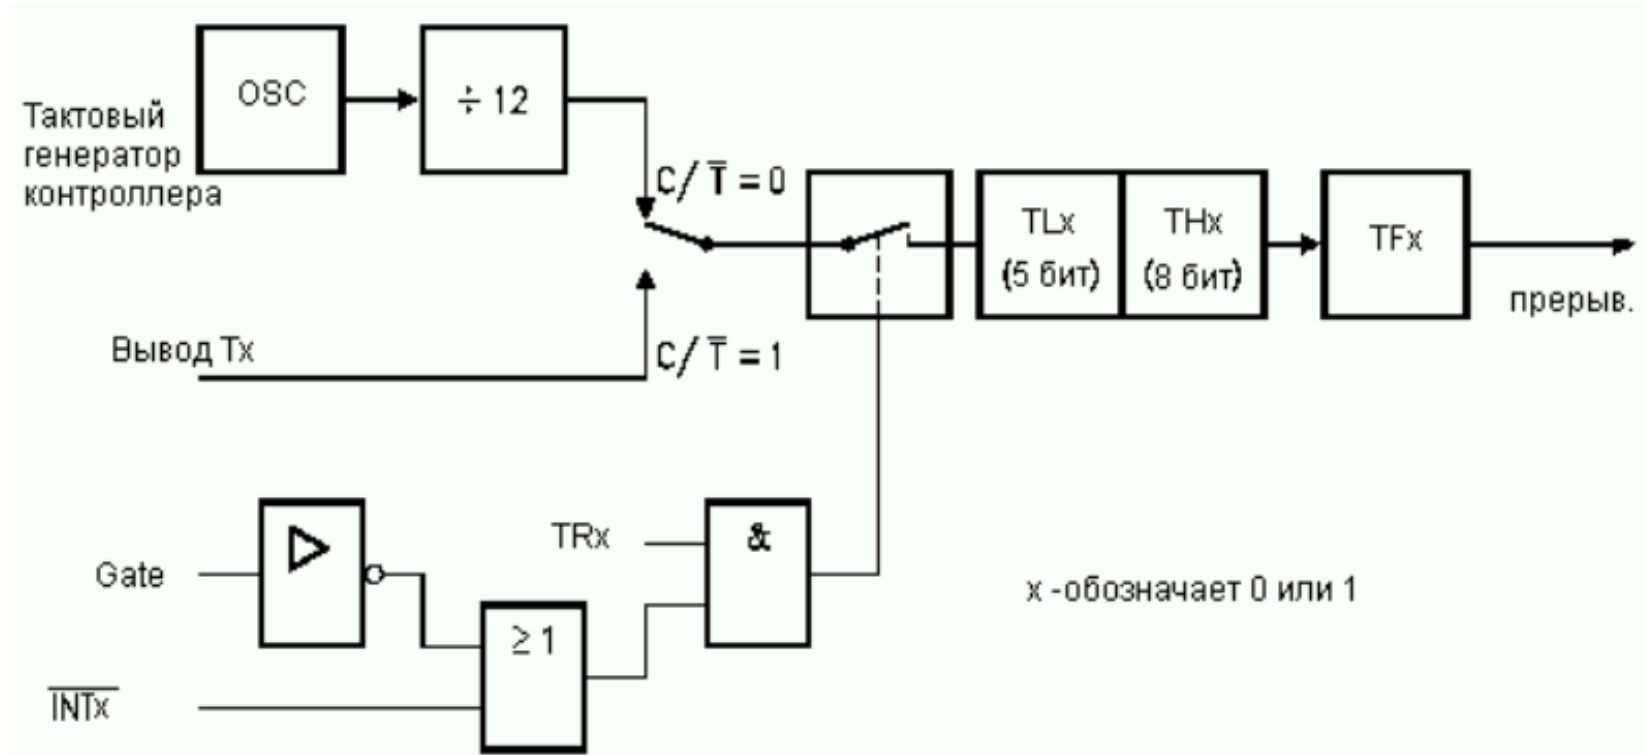 OSC
÷ 12
Тактовый
генератор
контроллера
C/T̅ = 0
TLx
(5 бит)
THx
(8 бит)
TFx
прерыв.
Вывод Tx
C/T̅ = 1
TRx
&
Gate
x -обозначает 0 или 1
≥ 1
I̅N̅T̅x̅